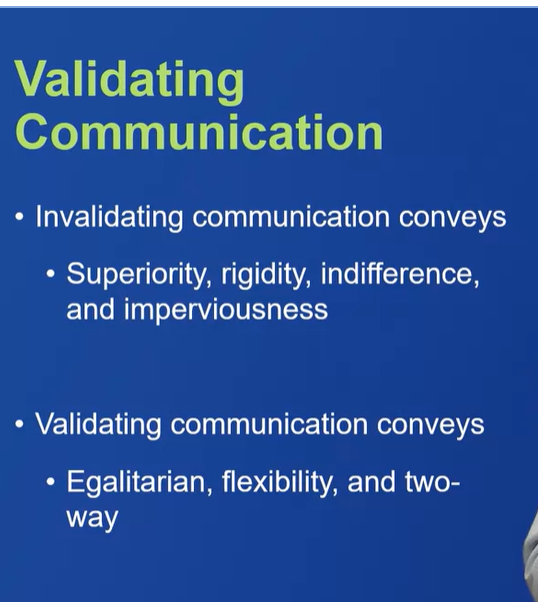 Validating
Communication
• Invalidating communication conveys
• Superiority, rigidity, indifference,
and imperviousness
• Validating communication conveys
• Egalitarian, flexibility, and two-
way